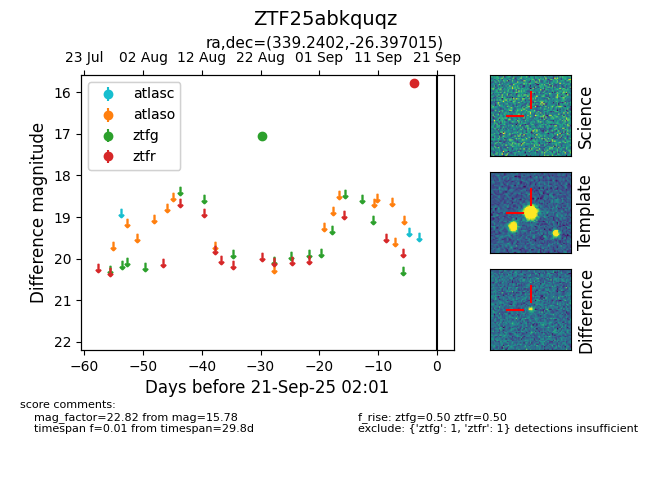 ZTF25abkquqz
ra,dec=(339.2402,-26.397015)
23 Jul 02 Aug 12 Aug 22 Aug 01 Sep 11 Sep 21 Sep
atlasc
atlaso
ztfg
ztfr
Difference magnitude
16
17
18
19
20
21
22
−60 −50 −40 −30 −20 −10 0
Days before 21-Sep-25 02:01
Science
Template
Difference
score comments:
mag_factor=22.82 from mag=15.78
timespan f=0.01 from timespan=29.8d
f_rise: ztfg=0.50 ztfr=0.50
exclude: {'ztfg': 1, 'ztfr': 1} detections insufficient